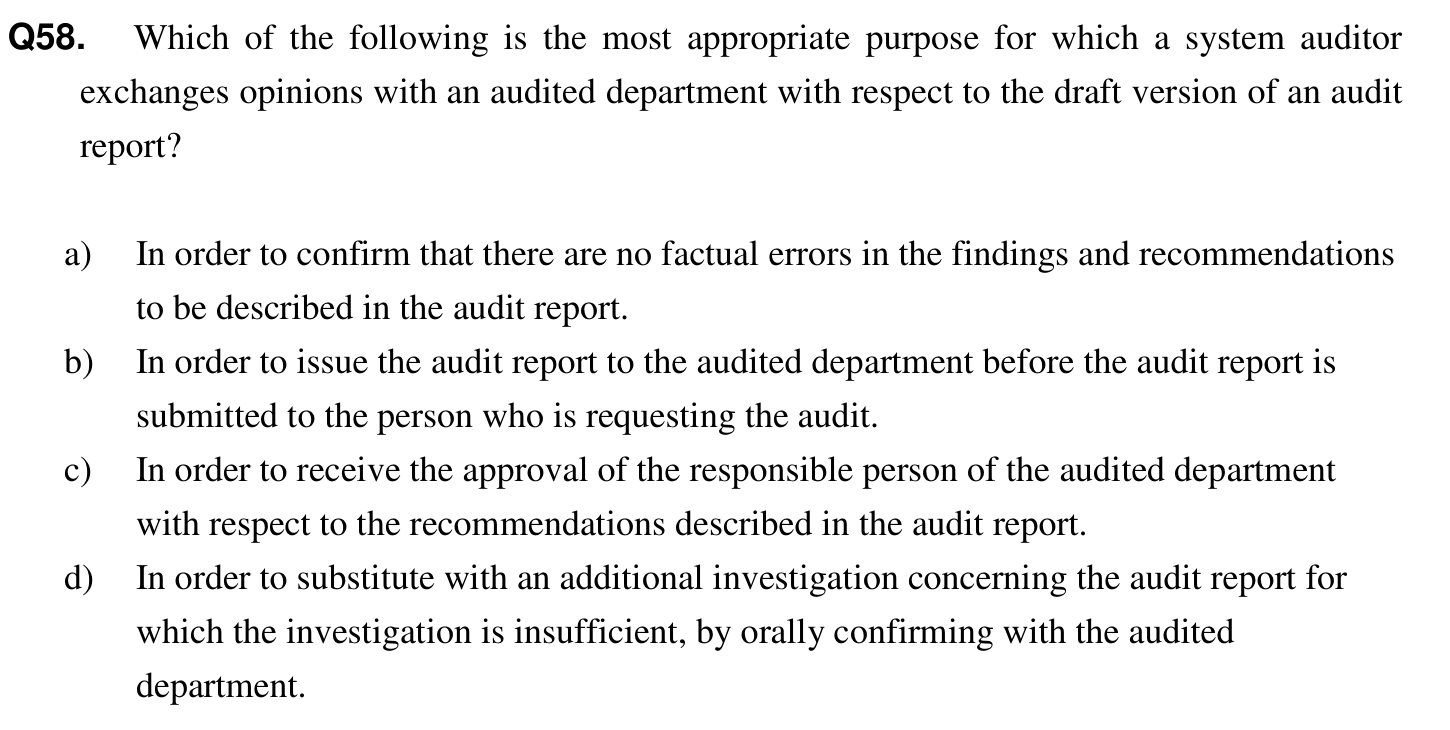 Q58. Which of the following is the most appropriate purpose for which a system auditor
exchanges opinions with an audited department with respect to the draft version of an audit
report?
a) In order to confirm that there are no factual errors in the findings and recommendations
to be described in the audit report.
b) In order to issue the audit report to the audited department before the audit report is
submitted to the person who is requesting the audit.
c) In order to receive the approval of the responsible person of the audited department
with respect to the recommendations described in the audit report.
d) In order to substitute with an additional investigation concerning the audit report for
which the investigation is insufficient, by orally confirming with the audited
department.